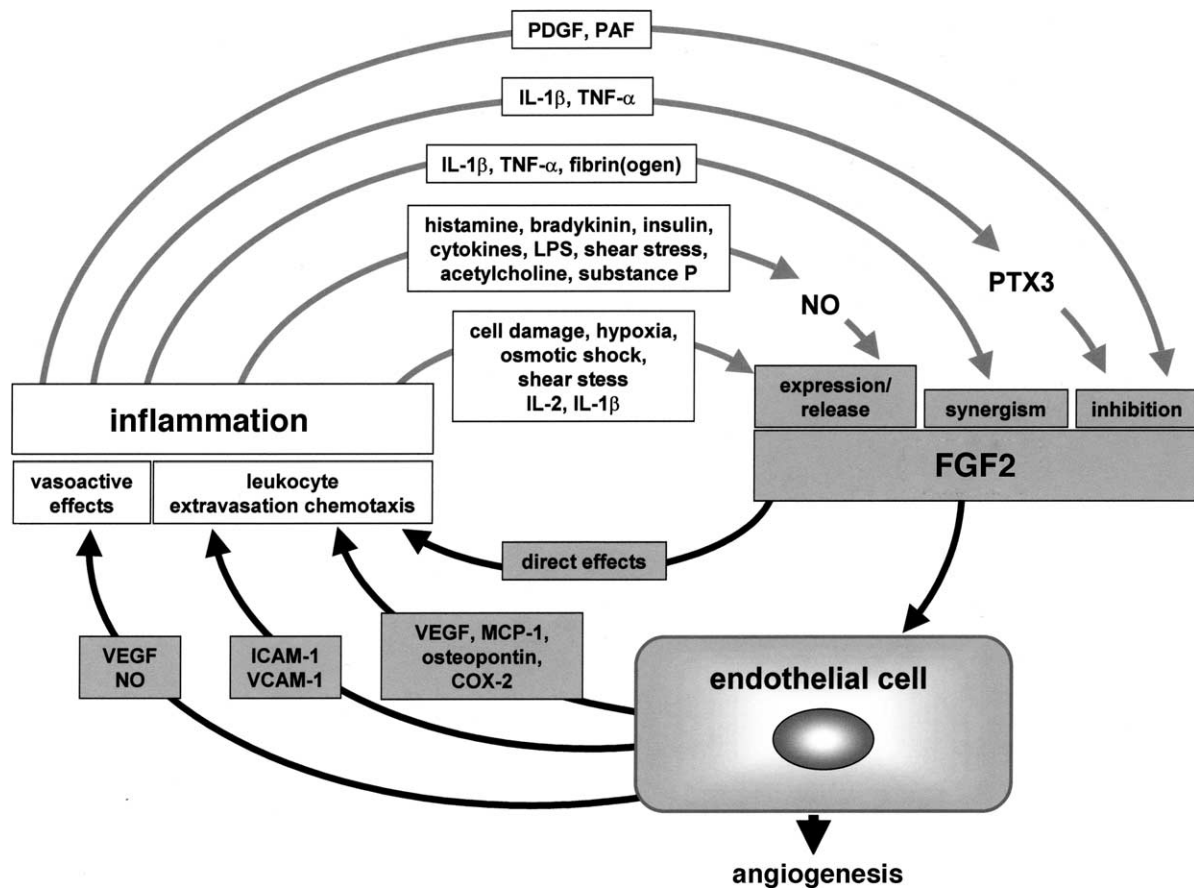 PDGF, PAF
IL-1β, TNF-α
IL-1β, TNF-α, fibrin(ogen)
histamine, bradykinin, insulin,
cytokines, LPS, shear stress,
acetylcholine, substance P
NO
PTX3
cell damage, hypoxia,
osmotic shock,
shear stess
IL-2, IL-1β
expression/
release
synergism
inhibition
inflammation
FGF2
vasoactive
effects
leukocyte
extravasation chemotaxis
direct effects
VEGF
NO
ICAM-1
VCAM-1
VEGF, MCP-1,
osteopontin,
COX-2
endothelial cell
angiogenesis